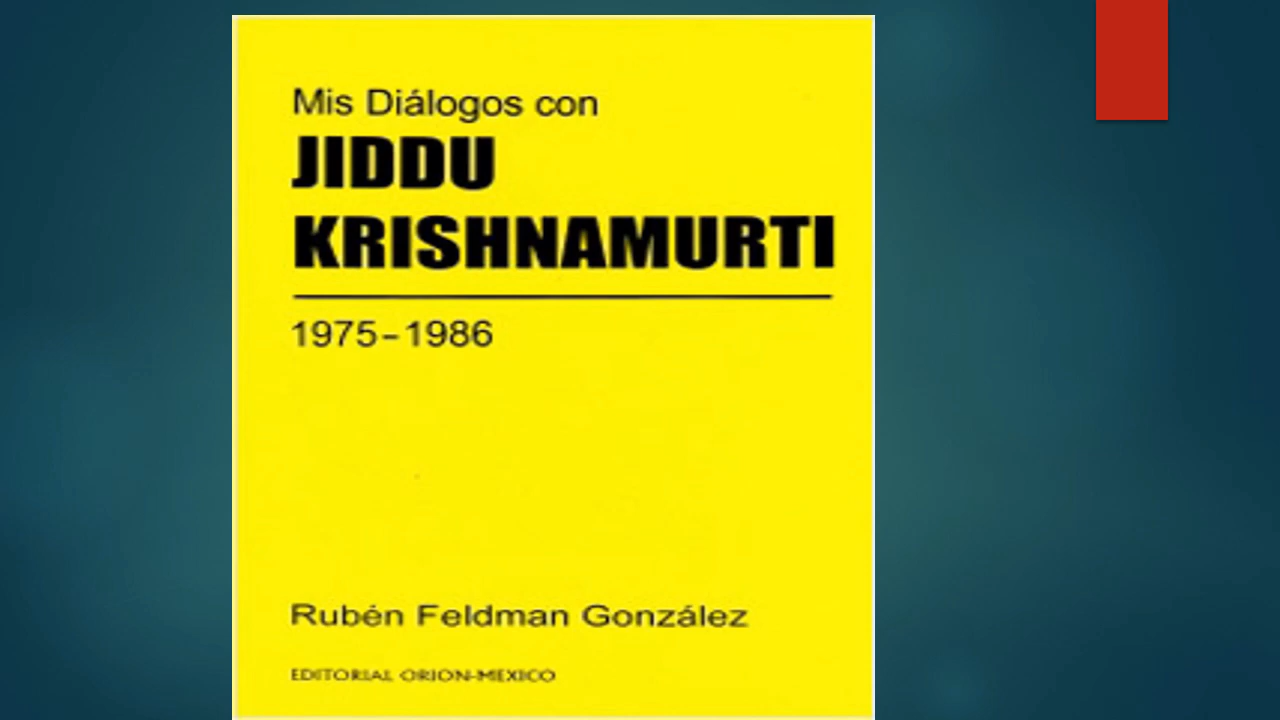 Mis Diálogos con
JIDDU
KRISHNAMURTI
1975-1986
Rubén Feldman González
EDITORIAL ORION-MEXICO